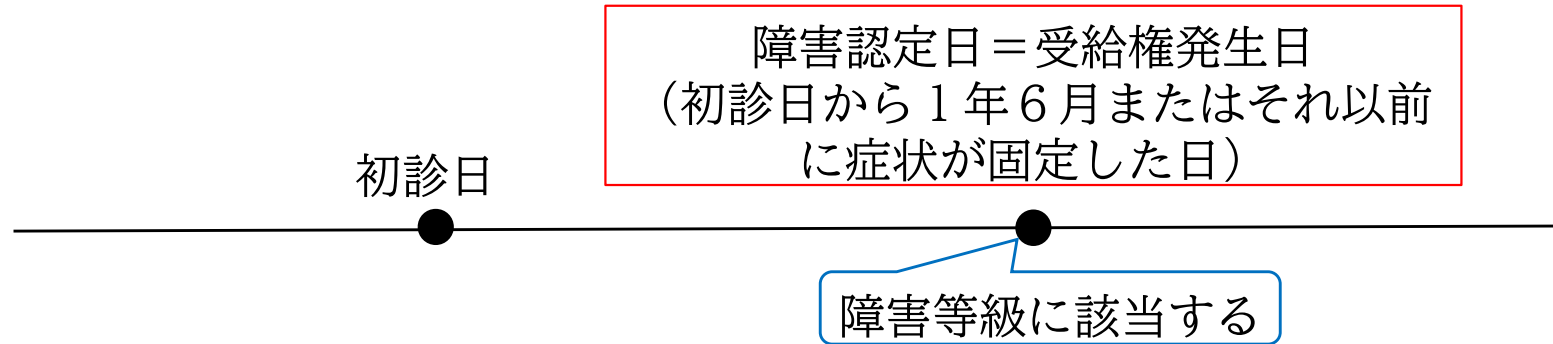 障害認定日＝受給権発生日
（初診日から１年６月またはそれ以前
に症状が固定した日）
初診日
障害等級に該当する